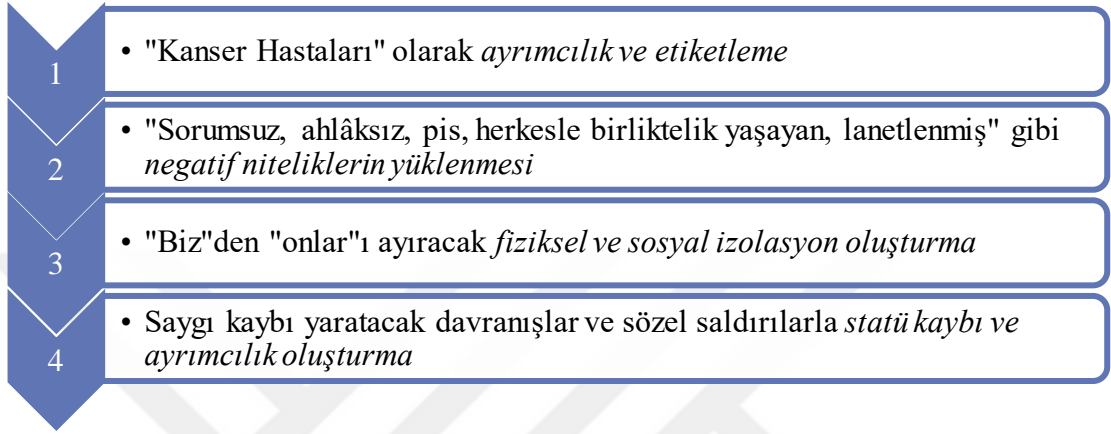 1
• "Kanser Hastaları" olarak ayrımcılık ve etiketleme
2
• "Sorumsuz, ahlâksız, pis, herkesle birliktelik yaşayan, lanetlenmiş" gibi
negatif niteliklerin yüklenmesi
3
• "Biz"den "onlar"ı ayıracak fiziksel ve sosyal izolasyon oluşturma
4
• Saygı kaybı yaratacak davranışlar ve sözel saldırılarla statü kaybı ve
ayrımcılık oluşturma